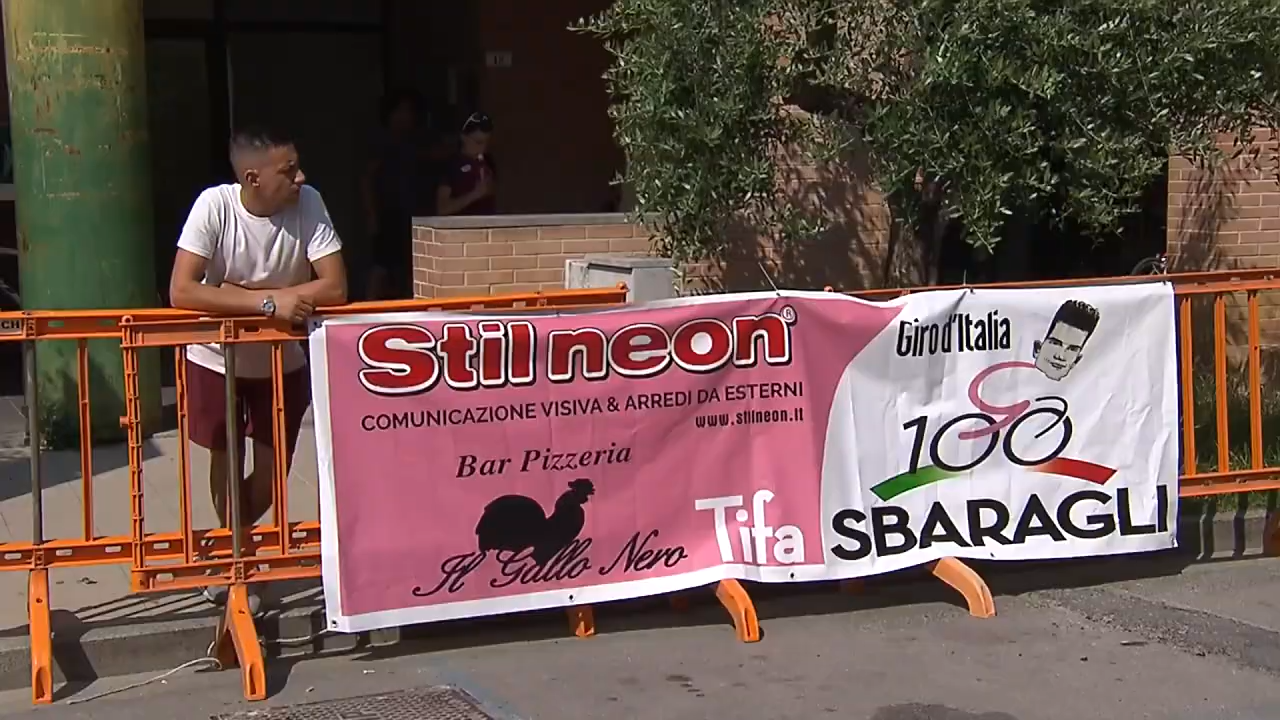 Stil neon®
COMUNICAZIONE VISIVA & ARREDI DA ESTERNI
www.stilneon.it
Bar Pizzeria
Il Gallo Nero
Tifa
Giro d'Italia
100
SBARAGLI